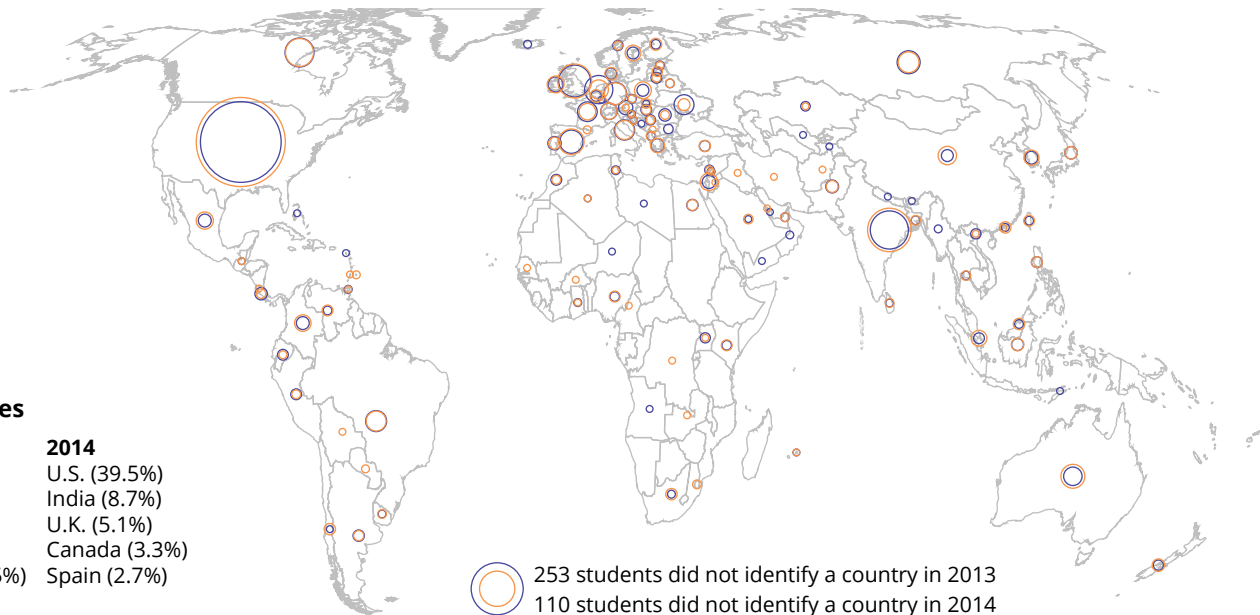 es
2014
U.S. (39.5%)
India (8.7%)
U.K. (5.1%)
Canada (3.3%)
%) Spain (2.7%)
253 students did not identify a country in 2013
110 students did not identify a country in 2014